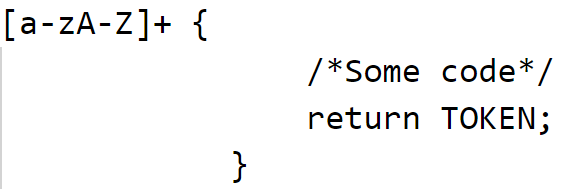 [a-zA-Z]+ {
/*Some code*/
return TOKEN;
}